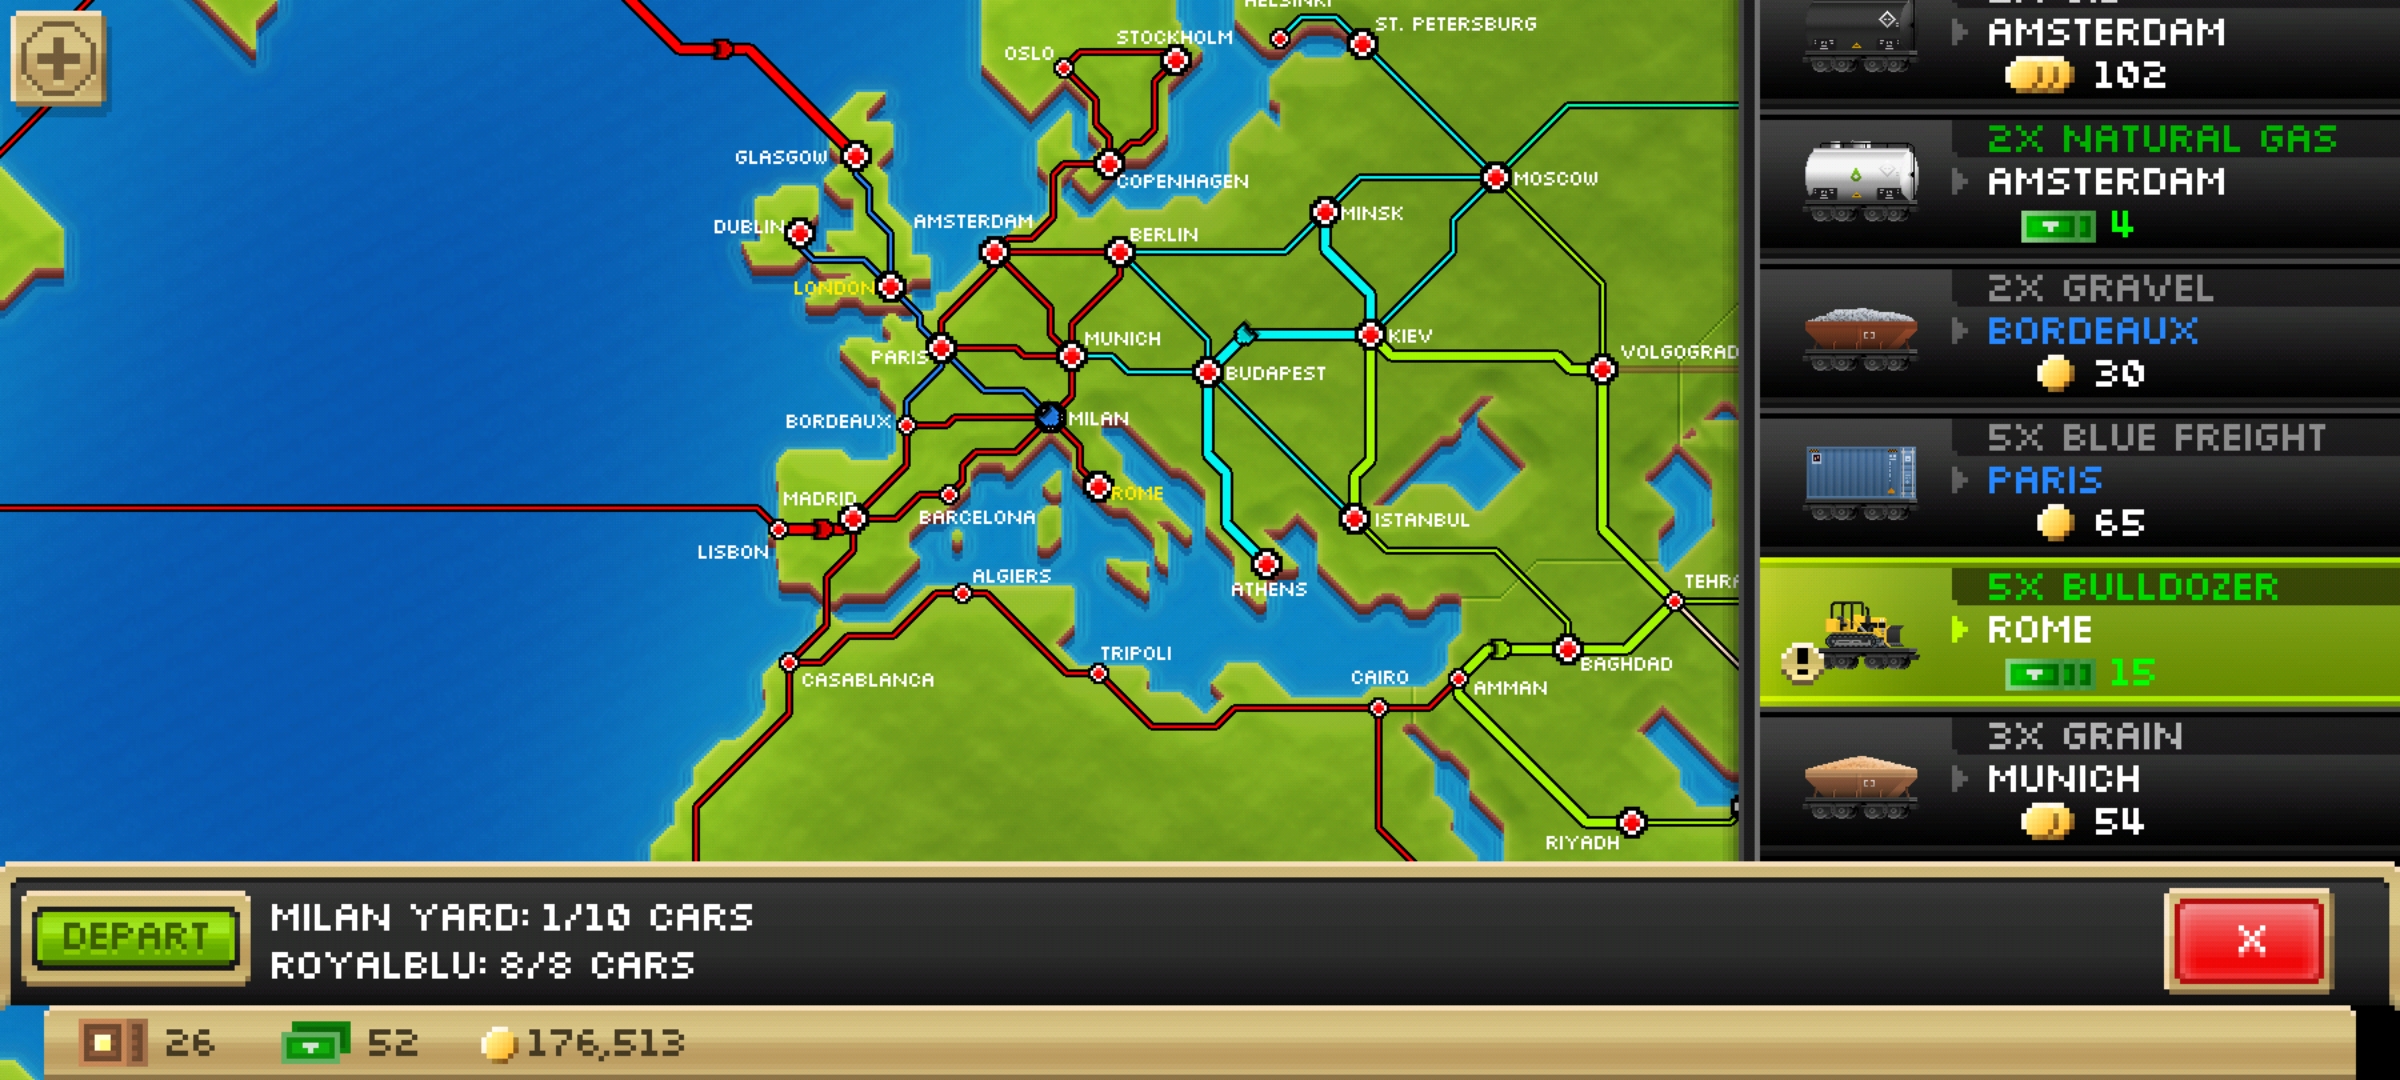 HELSINKI
ST. PETERSBURG
STOCKHOLM
OSLO
GLASGOW
COPENHAGEN
MOSCOW
DUBLIN
AMSTERDAM
BERLIN
MINSK
LONDON
PARIS
MUNICH
KIEV
VOLGOGRAD
BUDAPEST
BORDEAUX
MILAN
MADRID
BARCELONA
ROME
ISTANBUL
LISBON
ALGIERS
ATHENS
TEHRA
CASABLANCA
TRIPOLI
CAIRO
AMMAN
BAGHDAD
RIYADH
AMSTERDAM
102
2X NATURAL GAS
AMSTERDAM
4
2X GRAVEL
BORDEAUX
30
5X BLUE FREIGHT
PARIS
65
5X BULLDOZER
ROME
15
3X GRAIN
MUNICH
54
DEPART
MILAN YARD: 1/10 CARS
ROYALBLU: 8/8 CARS
X
26
52
176,513